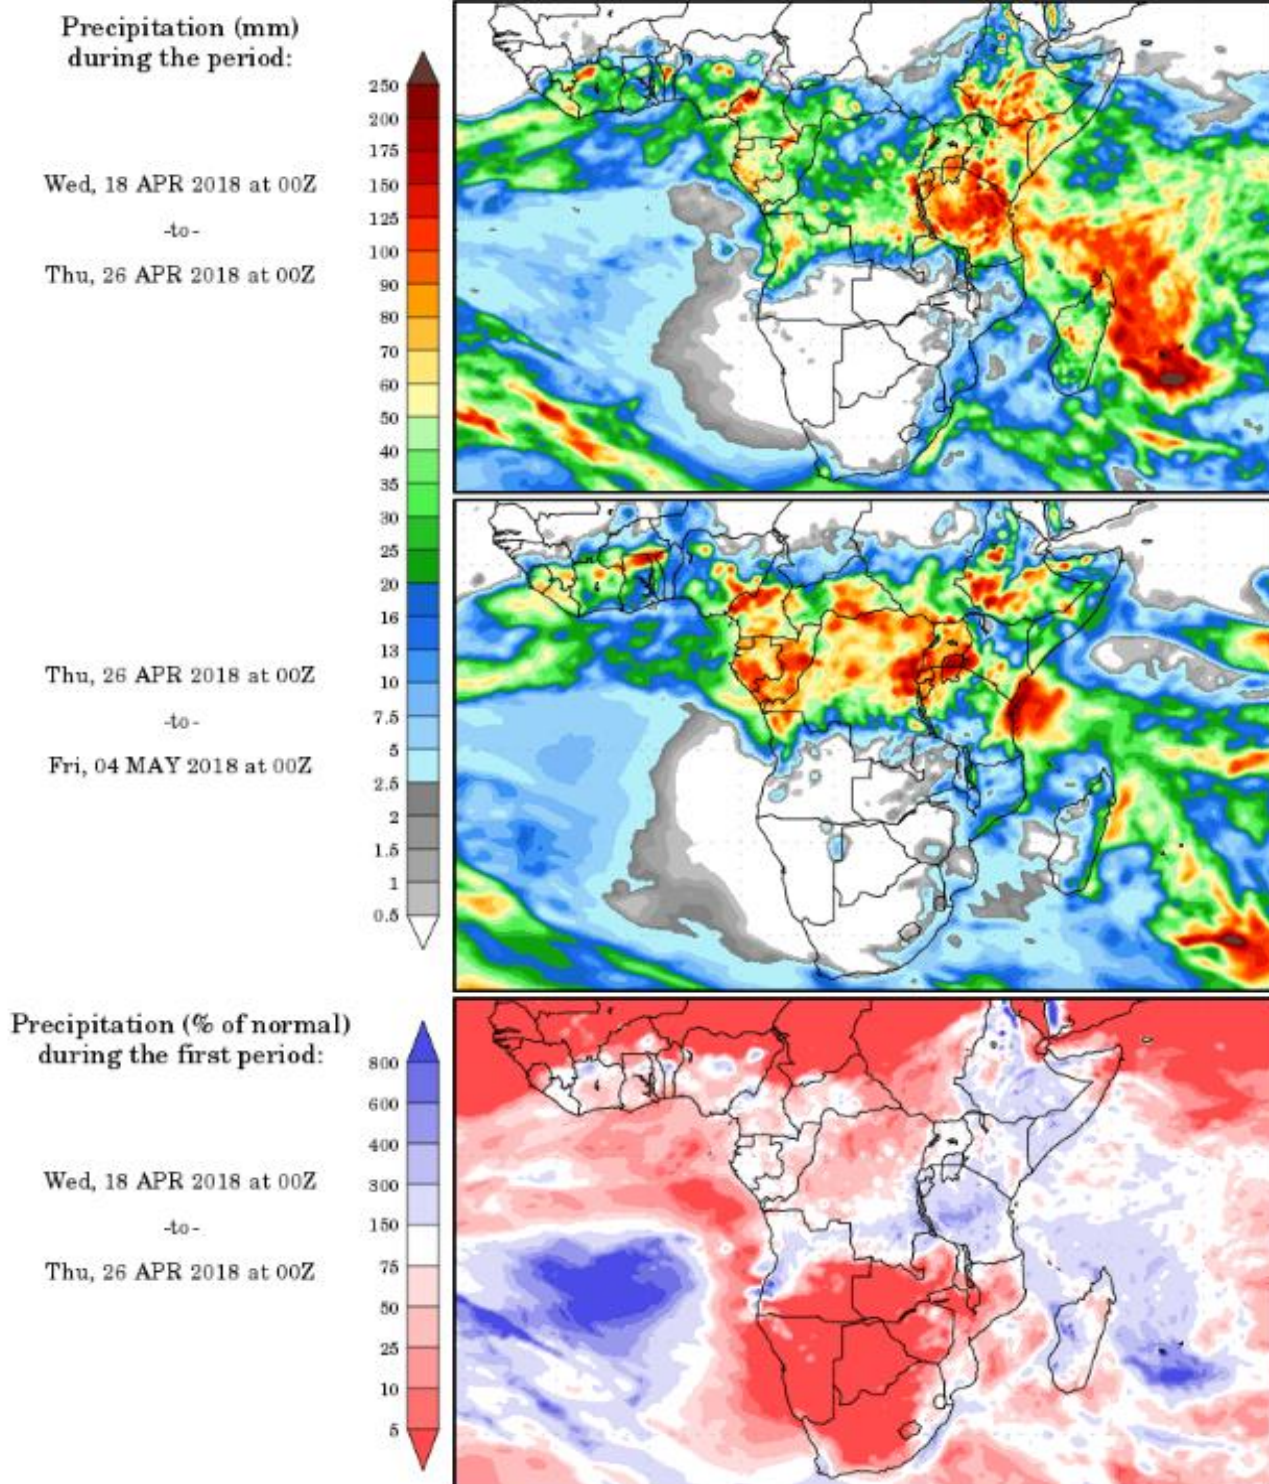 Precipitation (mm)
during the period:
250
200
175
150
125
100
90
80
70
60
50
40
35
30
25
20
16
13
10
7.5
5
2.5
2
1.5
1
0.5
Wed, 18 APR 2018 at 00Z
-to-
Thu, 26 APR 2018 at 00Z
Thu, 26 APR 2018 at 00Z
-to-
Fri, 04 MAY 2018 at 00Z
Precipitation (% of normal)
during the first period:
800
600
400
300
150
75
50
25
10
5
Wed, 18 APR 2018 at 00Z
-to-
Thu, 26 APR 2018 at 00Z